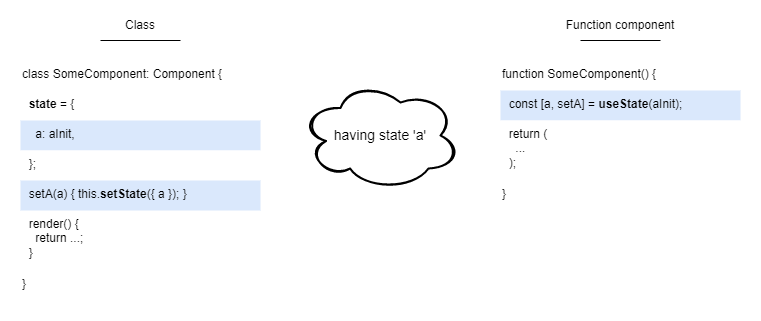 Class
class SomeComponent: Component {
state = {
a: aInit,
};
setA(a) { this.setState({ a }); }
render() {
return ...;
}
}
having state 'a'
Function component
function SomeComponent() {
const [a, setA] = useState(aInit);
return (
...
);
}